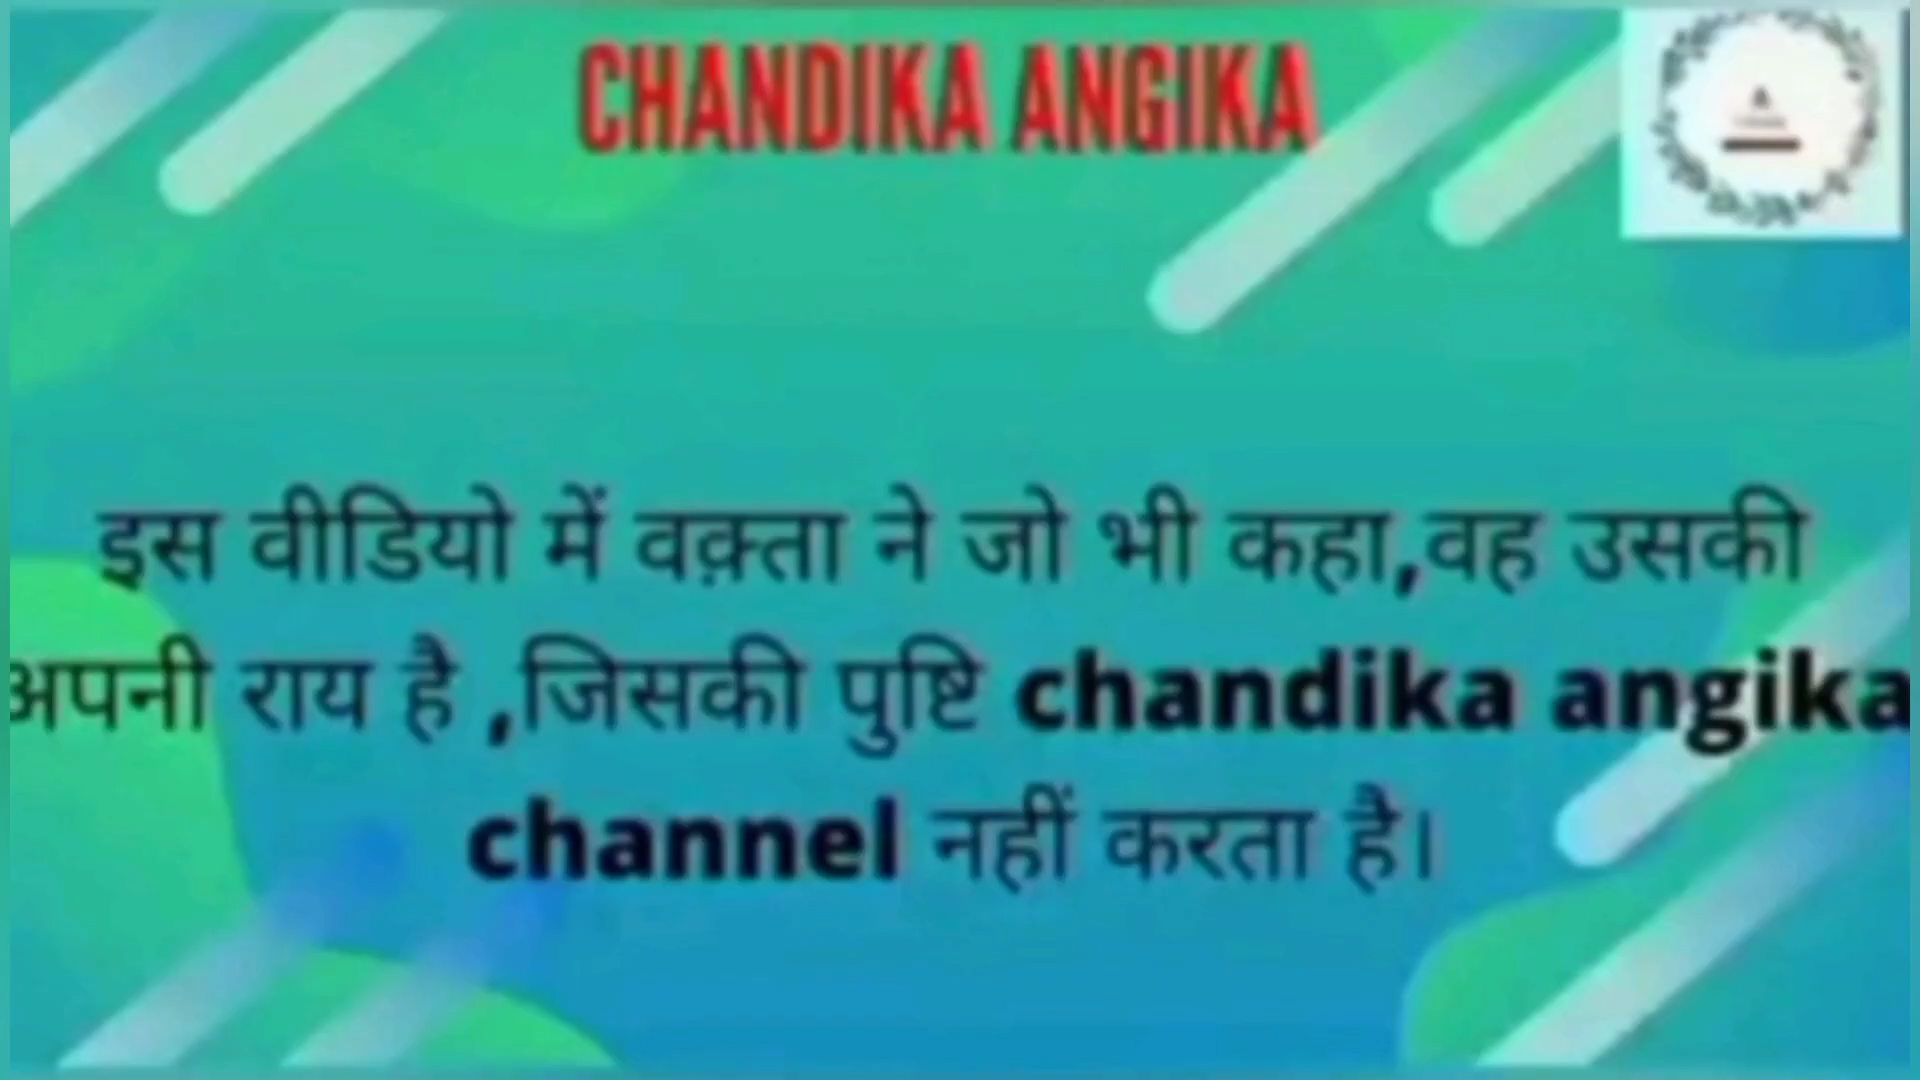 CHANDIKA ANGIKA
इस वीडियो में वक़्ता ने जो भी कहा,वह उसकी
अपनी राय है ,जिसकी पुष्टि chandika angika
channel नहीं करता है।